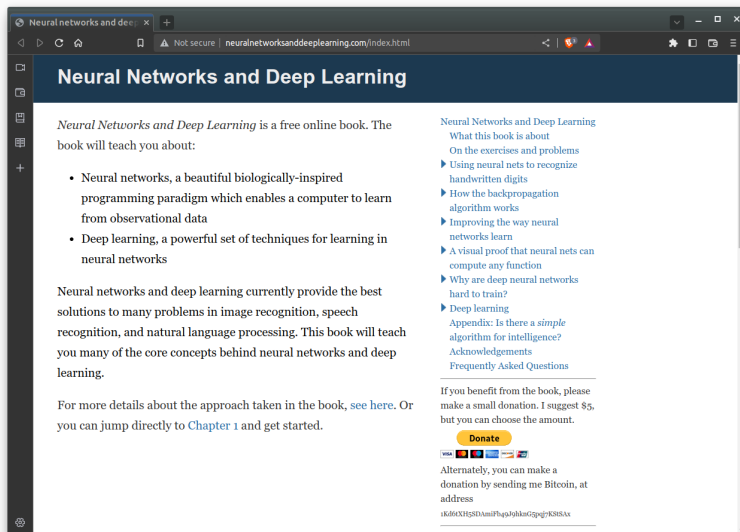 Neural networks and deep
Not secure | neuralnetworksanddeeplearning.com/index.html
Neural Networks and Deep Learning
Neural Networks and Deep Learning is a free online book. The
book will teach you about:
• Neural networks, a beautiful biologically-inspired
programming paradigm which enables a computer to learn
from observational data
• Deep learning, a powerful set of techniques for learning in
neural networks
Neural networks and deep learning currently provide the best
solutions to many problems in image recognition, speech
recognition, and natural language processing. This book will teach
you many of the core concepts behind neural networks and deep
learning.
For more details about the approach taken in the book, see here. Or
you can jump directly to Chapter 1 and get started.
Neural Networks and Deep Learning
What this book is about
On the exercises and problems
Using neural nets to recognize
handwritten digits
How the backpropagation
algorithm works
Improving the way neural
networks learn
A visual proof that neural nets can
compute any function
Why are deep neural networks
hard to train?
Deep learning
Appendix: Is there a simple
algorithm for intelligence?
Acknowledgements
Frequently Asked Questions
If you benefit from the book, please
make a small donation. I suggest $5,
but you can choose the amount.
Donate
VISA
Alternately, you can make a
donation by sending me Bitcoin, at
address